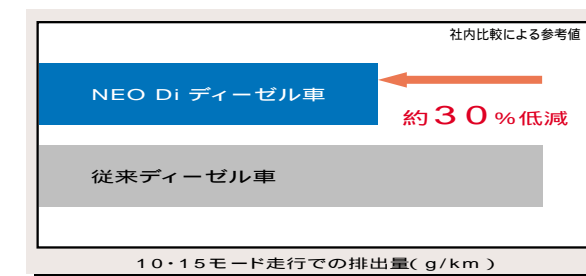 社内比較による参考値
NEO Di ディーゼル車
約30%低減
従来ディーゼル車
10・15モード走行での排出量(g/km)